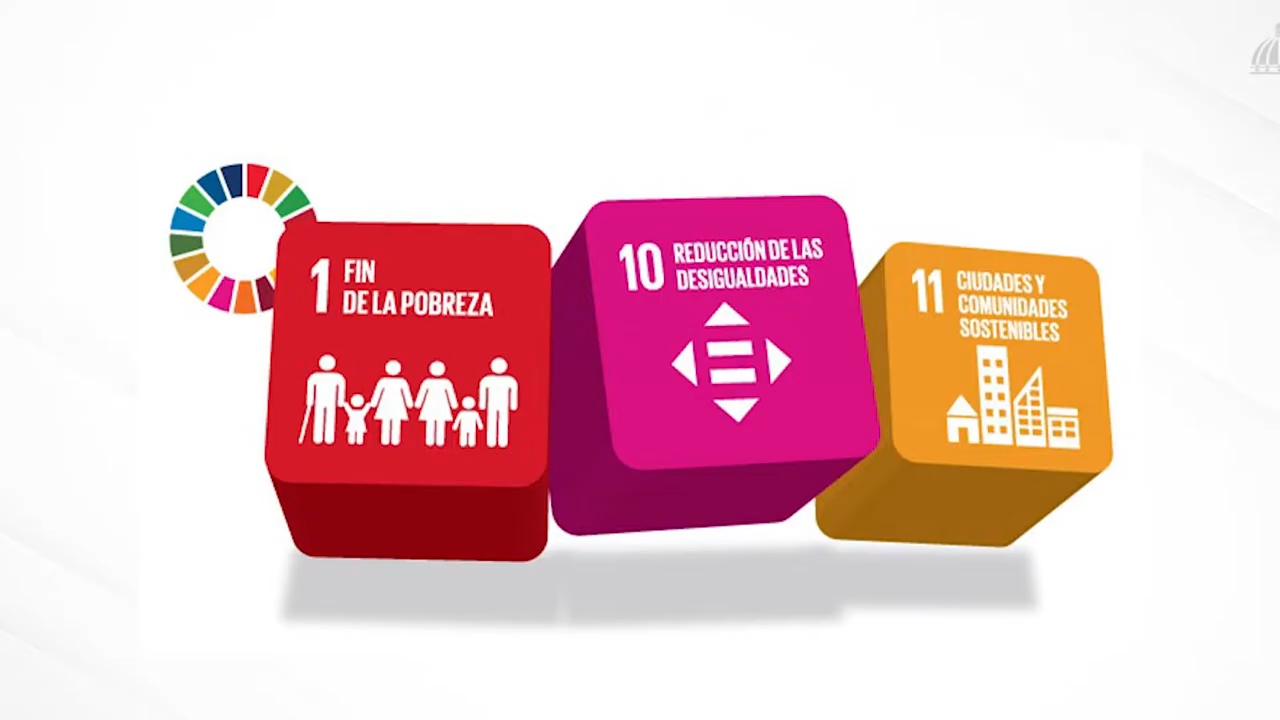 1 FIN
DE LA POBREZA
10 REDUCCIÓN DE LAS
DESIGUALDADES
11 CIUDADES Y
COMUNIDADES
SOSTENIBLES